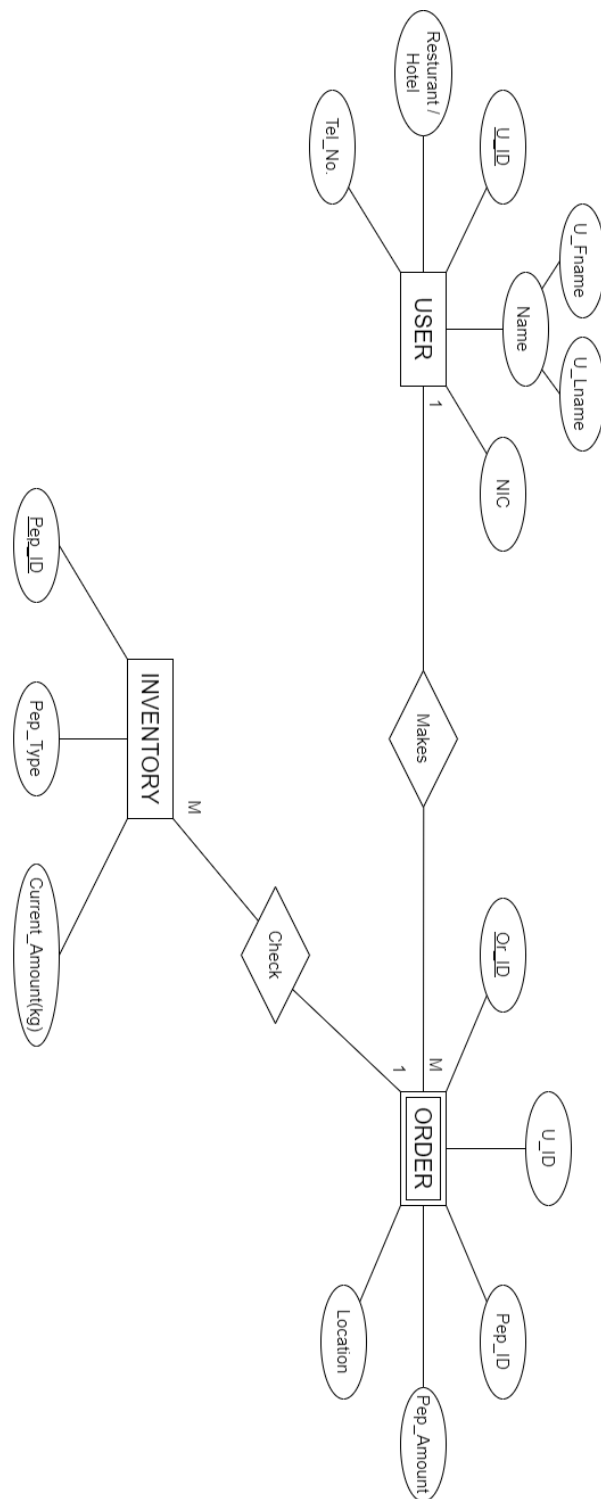 U_Fname
U_Lname
Name
U_ID
NIC
Resturant /
Hotel
Tel_No.
USER
1
Makes
M
ORDER
Or_ID
U_ID
Pep_ID
Pep_Amount
Location
1
Check
M
INVENTORY
Pep_ID
Pep_Type
Current_Amount(kg)